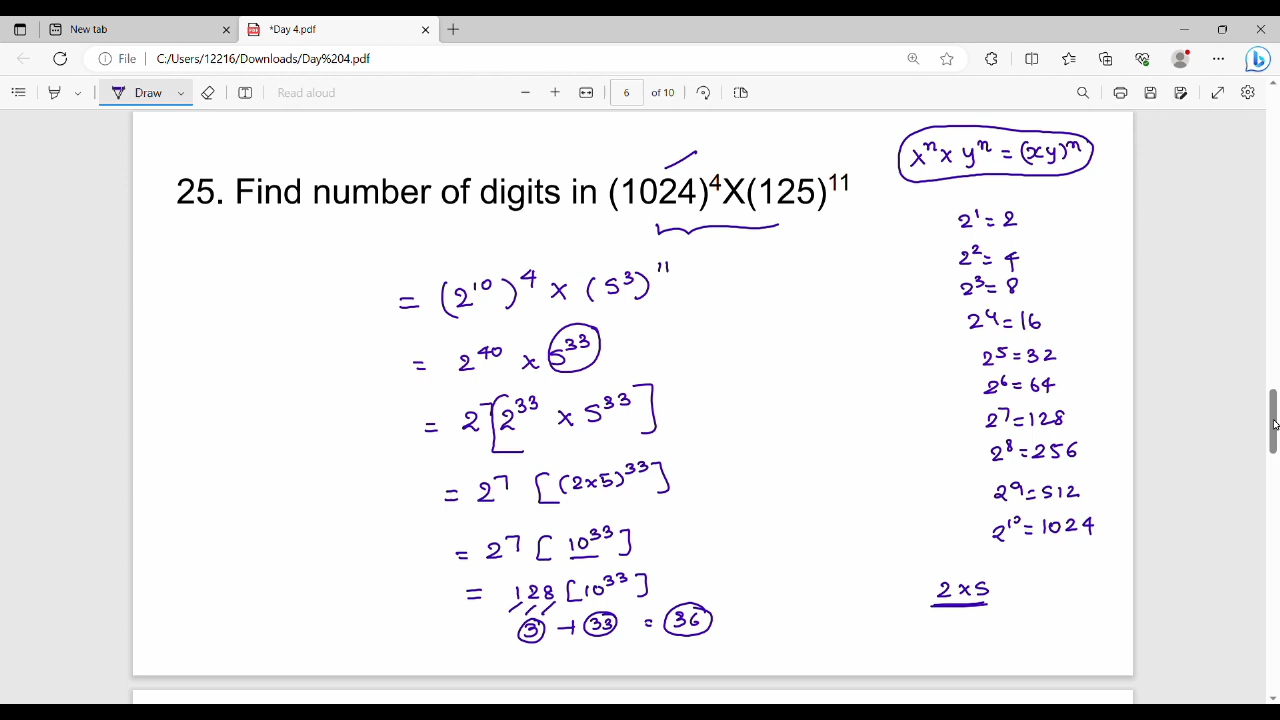 New tab
*Day 4.pdf
File C:/Users/12216/Downloads/Day%204.pdf
Draw Read aloud 6 of 10
xⁿ x yⁿ = (xy)ⁿ
25. Find number of digits in (1024)⁴X(125)¹¹
= (2¹⁰)⁴ x (5³)¹¹
= 2⁴⁰ x 5³³
= 2⁷[2³³ x 5³³]
= 2⁷ [(2x5)³³]
= 2⁷ [10³³]
= 128 [10³³]
3 + 33 = 36
2¹ = 2
2² = 4
2³ = 8
2⁴ = 16
2⁵ = 32
2⁶ = 64
2⁷ = 128
2⁸ = 256
2⁹ = 512
2¹⁰ = 1024
2 x 5